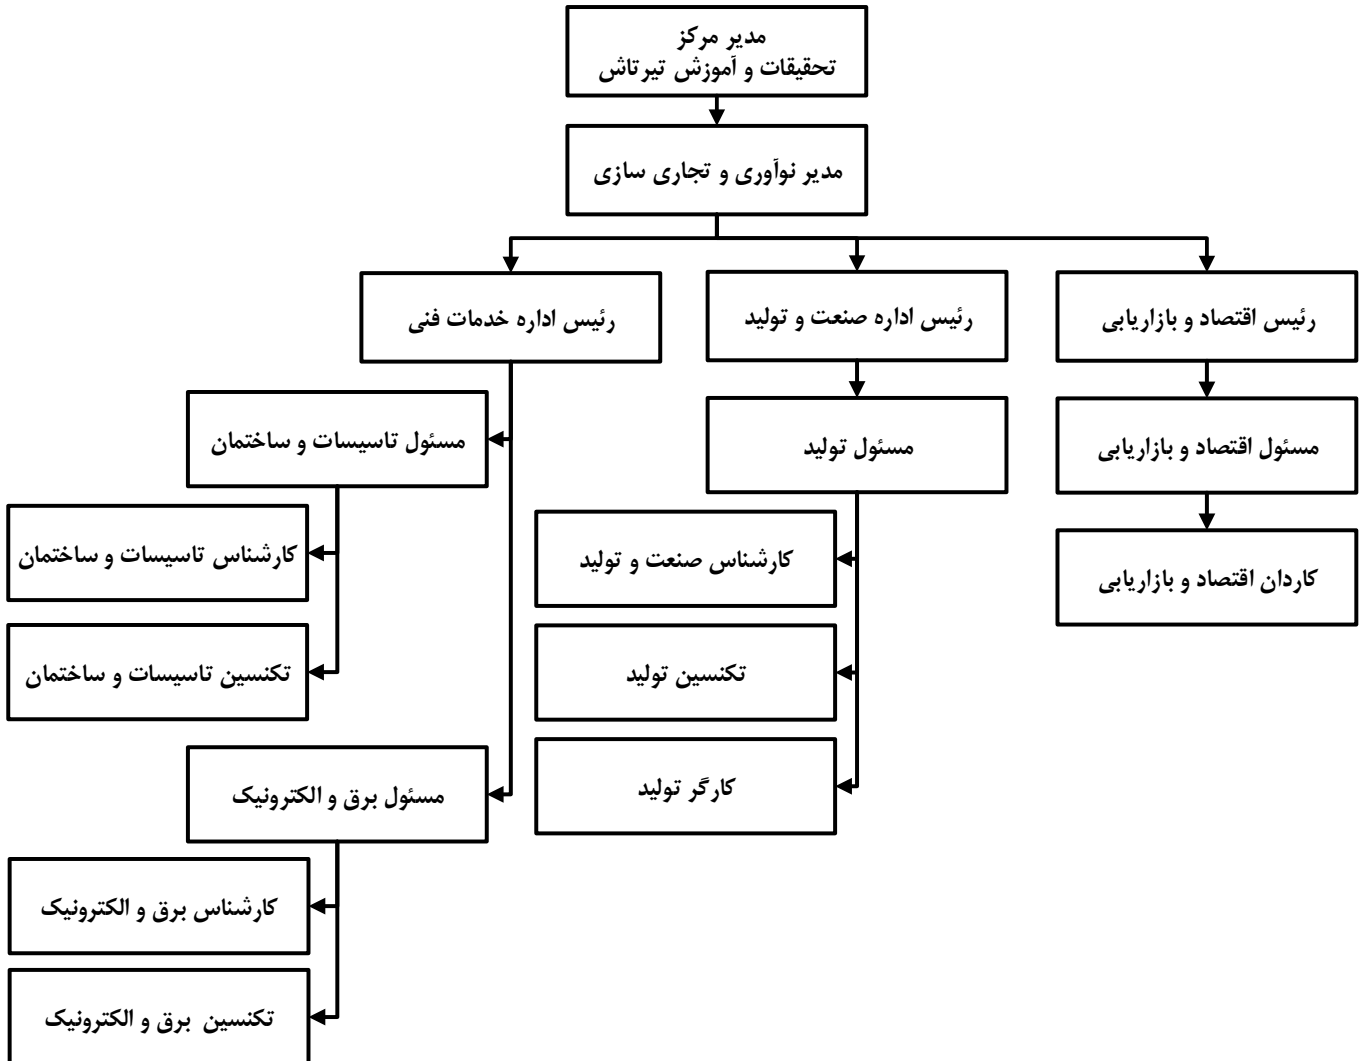 مدیر مرکز
تحقیقات و آموزش تیرتاش
مدیر نوآوری و تجاری سازی
رئیس اقتصاد و بازاریابی
رئیس اداره صنعت و تولید
رئیس اداره خدمات فنی
مسئول اقتصاد و بازاریابی
مسئول تولید
مسئول تاسیسات و ساختمان
کاردان اقتصاد و بازاریابی
کارشناس صنعت و تولید
کارشناس تاسیسات و ساختمان
تکنسین تولید
تکنسین تاسیسات و ساختمان
کارگر تولید
مسئول برق و الکترونیک
کارشناس برق و الکترونیک
تکنسین برق و الکترونیک